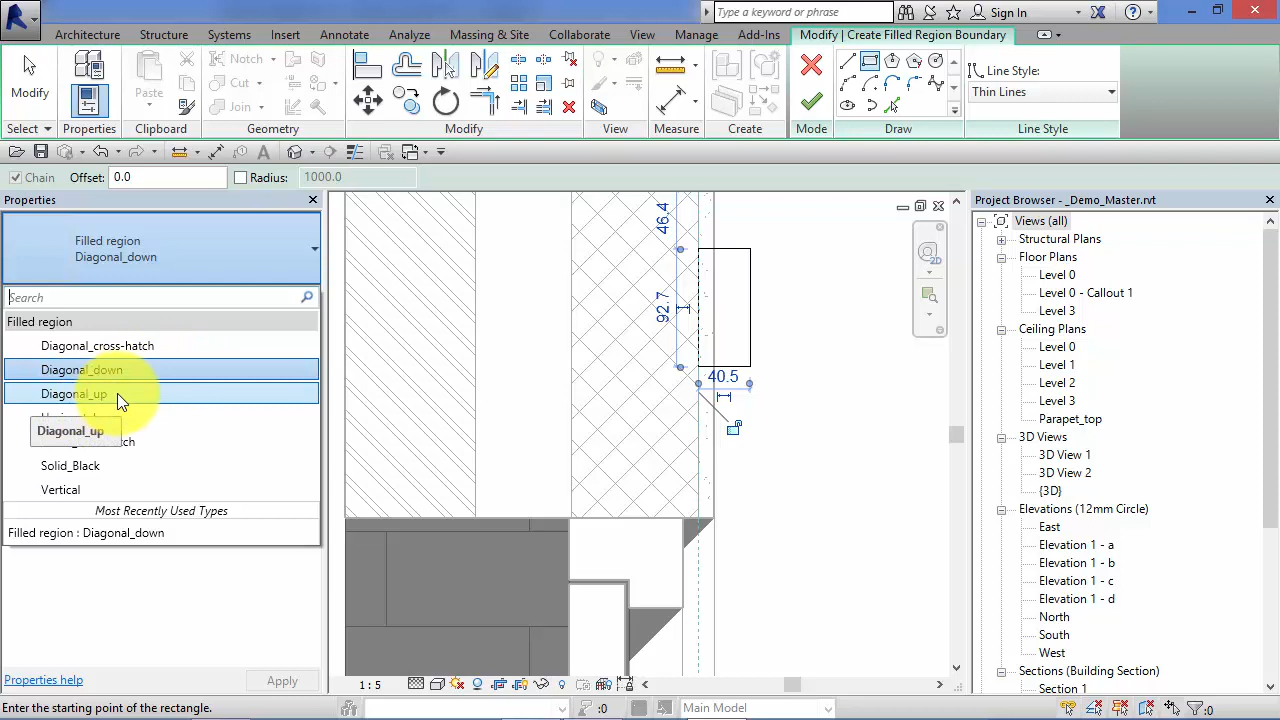 Type a keyword or phrase
Sign In
Architecture Structure Systems Insert Annotate Analyze Massing & Site Collaborate View Manage Add-Ins Modify | Create Filled Region Boundary
Modify
Properties
Paste
Notch
Cut
Join
Line Style:
Thin Lines
Select Properties Clipboard Geometry Modify View Measure Create Mode Draw Line Style
Chain Offset: 0.0 Radius: 1000.0
Properties
Filled region
Diagonal_down
Search
Filled region
Diagonal_cross-hatch
Diagonal_down
Diagonal_up
Diagonal_up
Solid_Black
Vertical
Most Recently Used Types
Filled region : Diagonal_down
Properties help Apply
46.4
92.7
40.5
1 : 5
Project Browser - _Demo_Master.rvt
Views (all)
Structural Plans
Floor Plans
Level 0
Level 0 - Callout 1
Level 3
Ceiling Plans
Level 0
Level 1
Level 2
Level 3
Parapet_top
3D Views
3D View 1
3D View 2
{3D}
Elevations (12mm Circle)
East
Elevation 1 - a
Elevation 1 - b
Elevation 1 - c
Elevation 1 - d
North
South
West
Sections (Building Section)
Section 1
Enter the starting point of the rectangle. :0 Main Model :0